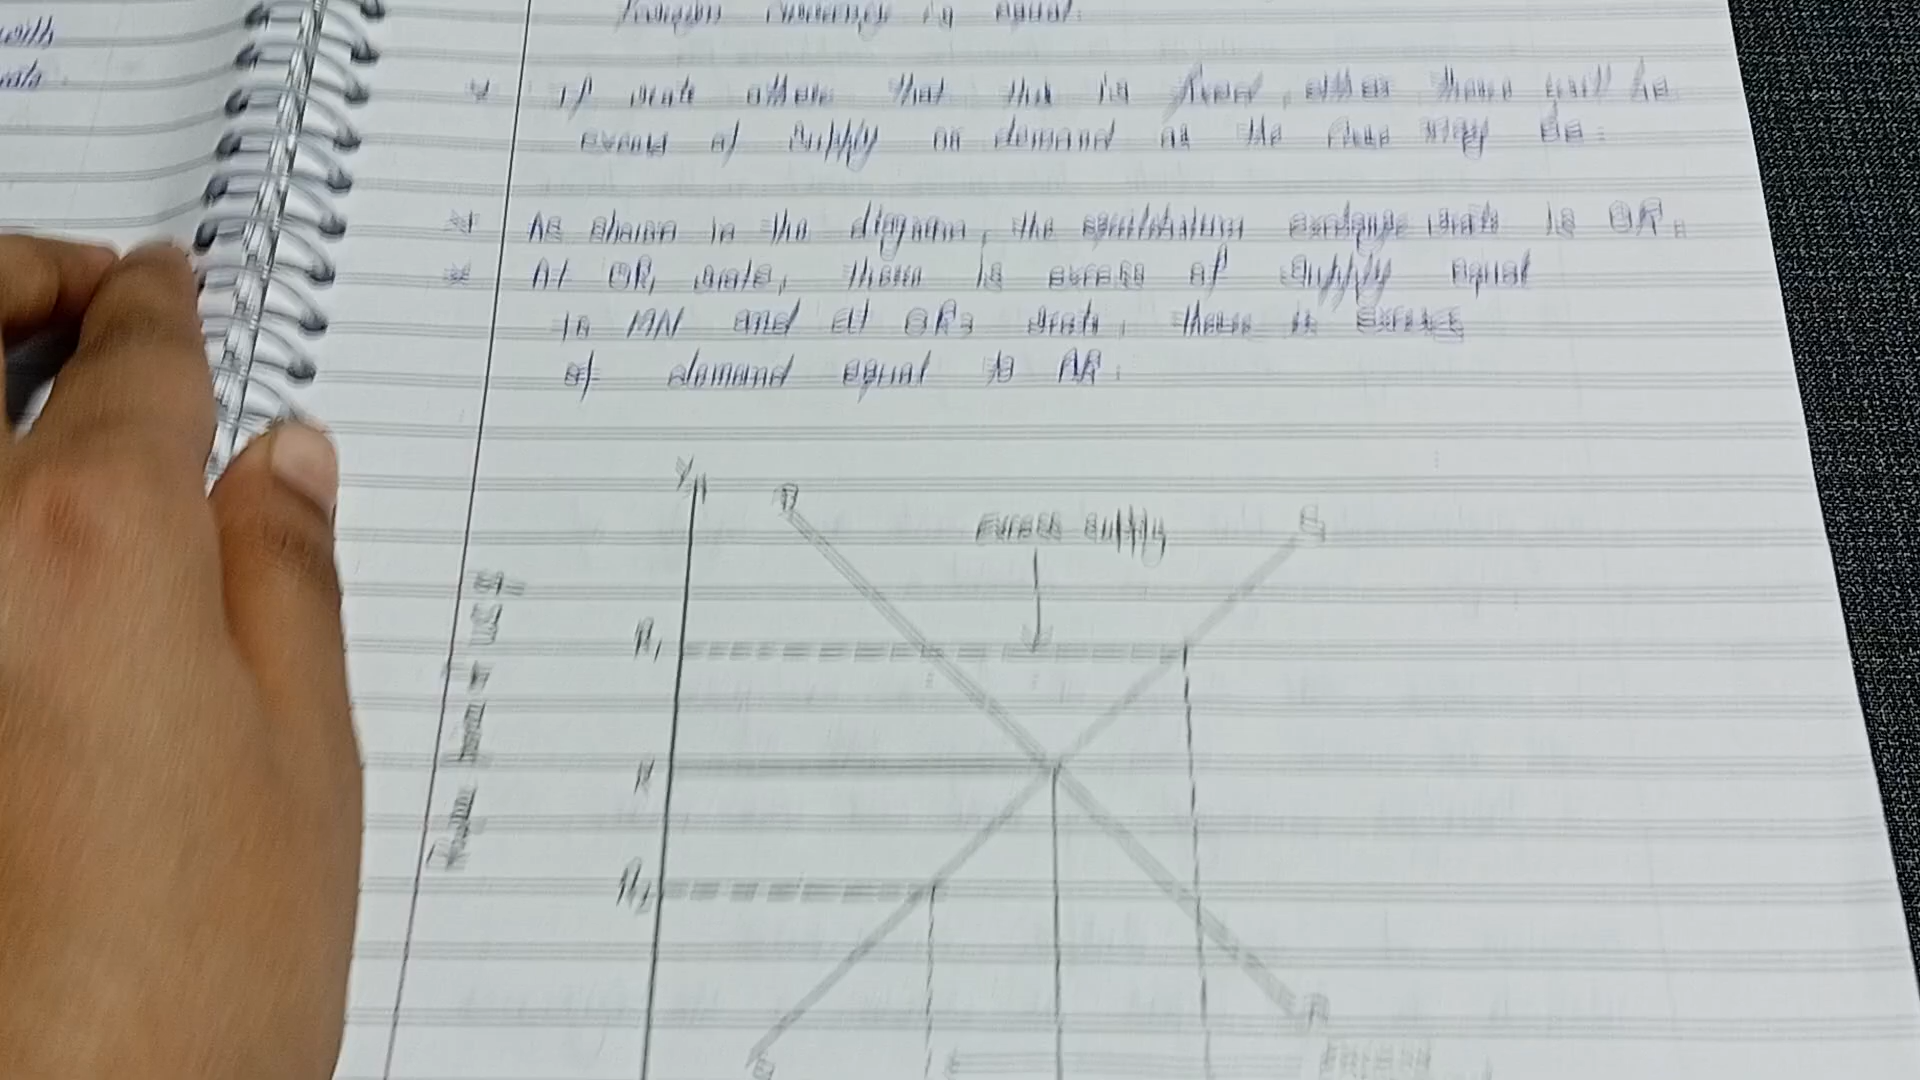 with
rate.
Foreign currency is equal.
If rate other that this is fixed, either there will be
excess of supply or demand as the case may be.
As shown in the diagram, the equilibrium exchange rate is OR.
At OR1 rate, there is excess of supply equal
to MN and at OR2 rate, there is excess
of demand equal to
Y
D
Excess supply
S
R1
R
R2
D
S